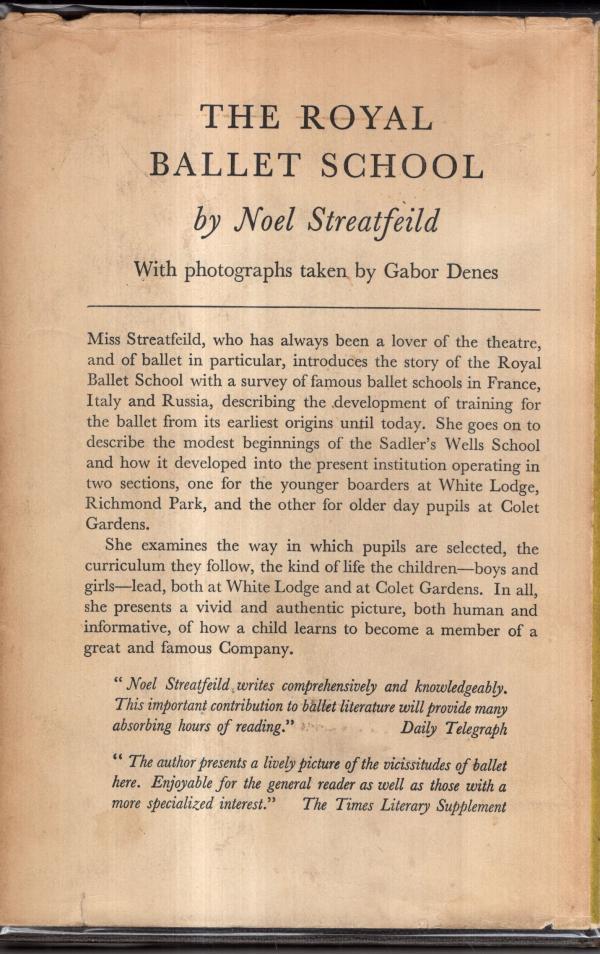 THE ROYAL
BALLET SCHOOL
by Noel Streatfeild
With photographs taken by Gabor Denes
Miss Streatfeild, who has always been a lover of the theatre,
and of ballet in particular, introduces the story of the Royal
Ballet School with a survey of famous ballet schools in France,
Italy and Russia, describing the development of training for
the ballet from its earliest origins until today. She goes on to
describe the modest beginnings of the Sadler's Wells School
and how it developed into the present institution operating in
two sections, one for the younger boarders at White Lodge,
Richmond Park, and the other for older day pupils at Colet
Gardens.
She examines the way in which pupils are selected, the
curriculum they follow, the kind of life the children—boys and
girls—lead, both at White Lodge and at Colet Gardens. In all,
she presents a vivid and authentic picture, both human and
informative, of how a child learns to become a member of a
great and famous Company.
“Noel Streatfeild writes comprehensively and knowledgeably.
This important contribution to ballet literature will provide many
absorbing hours of reading.” Daily Telegraph
“The author presents a lively picture of the vicissitudes of ballet
here. Enjoyable for the general reader as well as those with a
more specialized interest.” The Times Literary Supplement